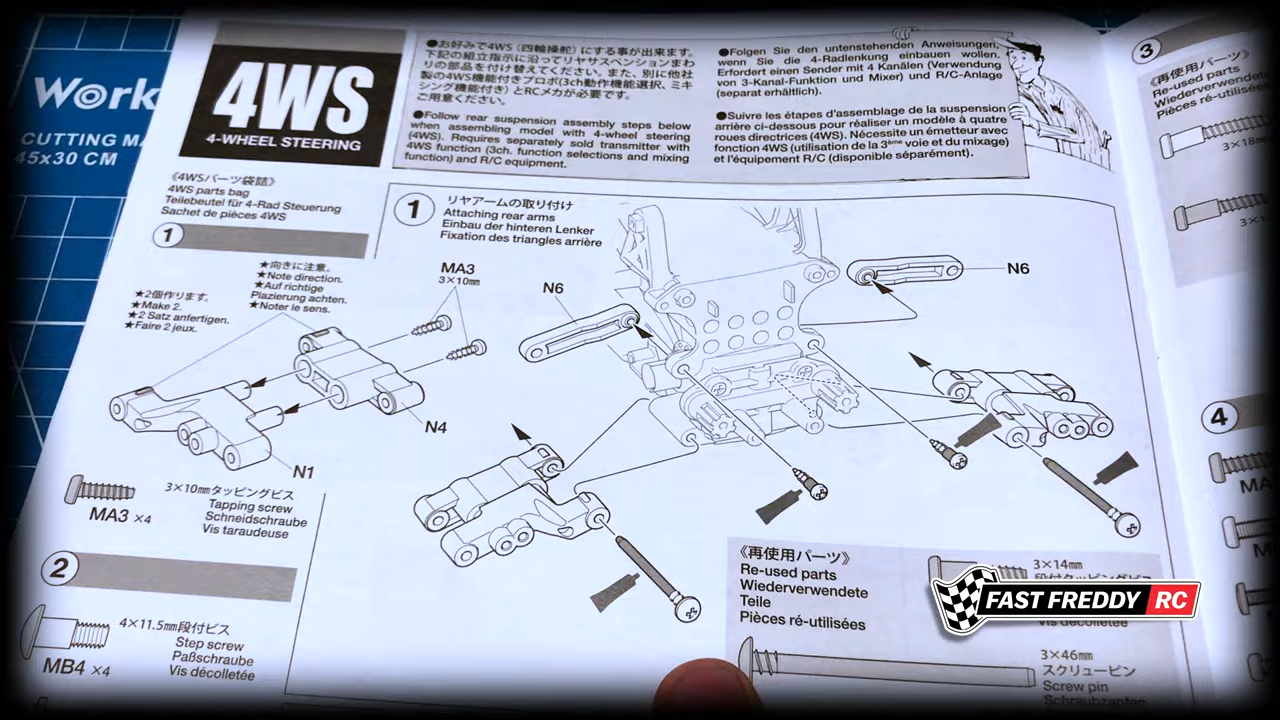 Work
CUTTING MA
45x30 CM
4WS
4-WHEEL STEERING
●お好みで4WS（四輪操舵）にする事が出来ます。
下記の組立指示に沿ってリヤサスペンションまわ
りの部品を付け替えてください。また、別に他社
製の4WS機能付きプロポ(3ch動作機能選択、ミキ
シング機能付き）とRCメカが必要です。
ご用意ください。
●Follow rear suspension assembly steps below
when assembling model with 4-wheel steering
(4WS). Requires separately sold transmitter with
4WS function (3ch. function selections and mixing
function) and R/C equipment.
●Folgen Sie den untenstehenden Anweisungen,
wenn Sie die 4-Radlenkung einbauen wollen.
Erfordert einen Sender mit 4 Kanälen (Verwendung
von 3-Kanal-Funktion und Mixer) und R/C-Anlage
(separat erhältlich).
●Suivre les étapes d'assemblage de la suspension
arrière ci-dessous pour réaliser un modèle à quatre
roues directrices (4WS). Nécessite un émetteur avec
fonction 4WS (utilisation de la 3ème voie et du mixage)
et l'équipement R/C (disponible séparément).
《4WSパーツ袋詰》
4WS parts bag
Teilebeutel für 4-Rad Steuerung
Sachet de pièces 4WS
1
★向きに注意。
★Note direction.
★Auf richtige
Plazierung achten.
★Noter le sens.
★2個作ります。
★Make 2.
★2 Satz anfertigen.
★Faire 2 jeux.
MA3
3×10mm
N4
N1
MA3 ×4
3×10mmタッピングビス
Tapping screw
Schneidschraube
Vis taraudeuse
2
MB4 ×4
4×11.5mm段付ビス
Step screw
Paßschraube
Vis décolletée
1
リヤアームの取り付け
Attaching rear arms
Einbau der hinteren Lenker
Fixation des triangles arrière
N6
N6
《再使用パーツ》
Re-used parts
Wiederverwendete
Teile
Pièces ré-utilisées
3×14mm
段付タッピングビス
Vis décolletée
3×46mm
スクリューピン
Screw pin
Schraubzapfen
3
《再使用パーツ》
Re-used parts
Wiederverwendete
Pièces ré-utilisées
3×18mm
4
MA
FAST FREDDY RC